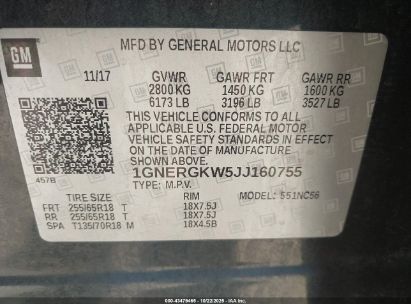 GM
MFD BY GENERAL MOTORS LLC
11/17 GVWR GAWR FRT GAWR RR
2800 KG 1450 KG 1600 KG
6173 LB 3196 LB 3527 LB
THIS VEHICLE CONFORMS TO ALL
APPLICABLE U.S. FEDERAL MOTOR
VEHICLE SAFETY STANDARDS IN
EFFECT ON THE DATE OF
MANUFACTURE SHOWN ABOVE.
1GNERGKW5JJ160755
457B TYPE: M.P.V. MODEL: 551NC56
TIRE SIZE RIM
FRT 255/65R18 T 18X7.5J
RR 255/65R18 T 18X7.5J
SPA T135/70R18 M 18X4.5B